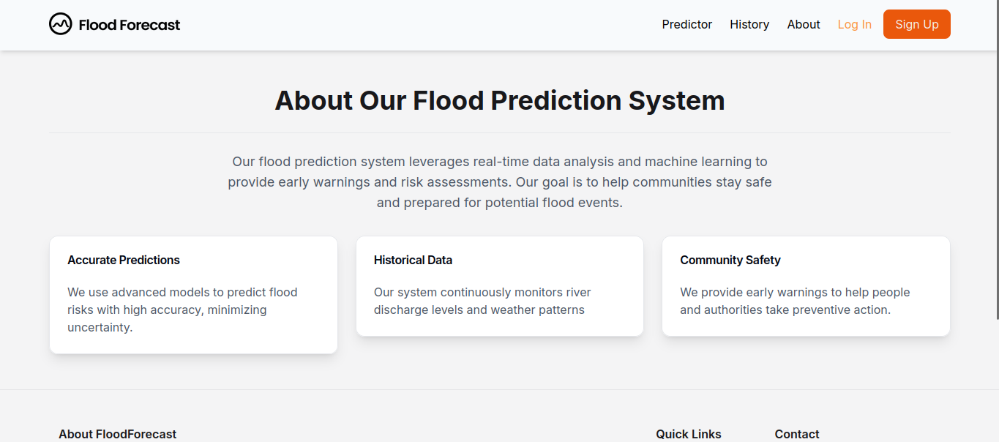 Flood Forecast
Predictor
History
About
Log In
Sign Up
About Our Flood Prediction System
Our flood prediction system leverages real-time data analysis and machine learning to
provide early warnings and risk assessments. Our goal is to help communities stay safe
and prepared for potential flood events.
Accurate Predictions
We use advanced models to predict flood
risks with high accuracy, minimizing
uncertainty.
Historical Data
Our system continuously monitors river
discharge levels and weather patterns
Community Safety
We provide early warnings to help people
and authorities take preventive action.
About FloodForecast
Quick Links
Contact